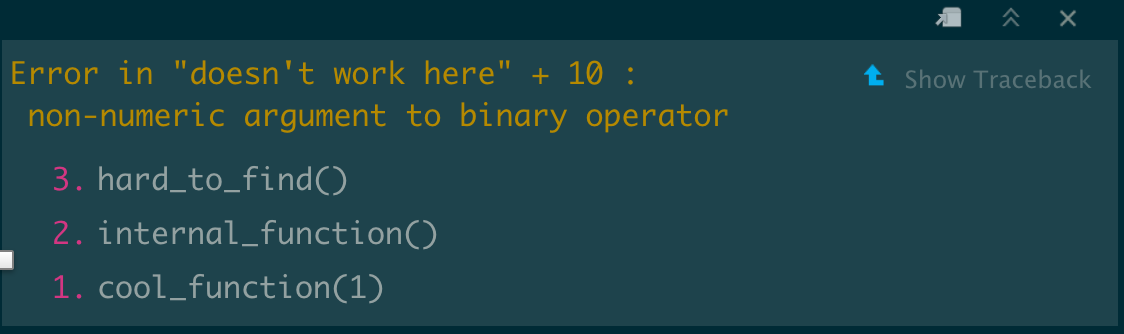 Error in "doesn't work here" + 10 :
non-numeric argument to binary operator
Show Traceback
3. hard_to_find()
2. internal_function()
1. cool_function(1)